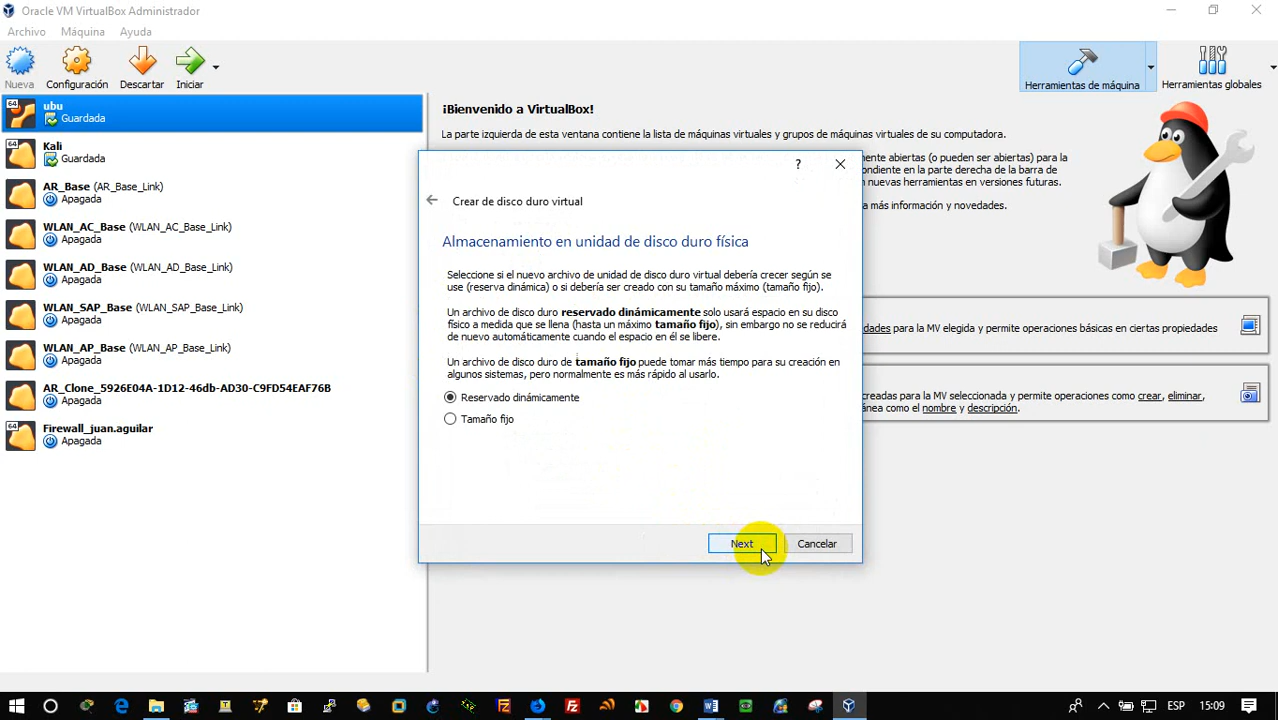 Oracle VM VirtualBox Administrador
Archivo Máquina Ayuda
Nueva Configuración Descartar Iniciar
Herramientas de máquina Herramientas globales
64 ubu
Guardada
64 Kali
Guardada
AR_Base (AR_Base_Link)
Apagada
WLAN_AC_Base (WLAN_AC_Base_Link)
Apagada
WLAN_AD_Base (WLAN_AD_Base_Link)
Apagada
WLAN_SAP_Base (WLAN_SAP_Base_Link)
Apagada
WLAN_AP_Base (WLAN_AP_Base_Link)
Apagada
AR_Clone_5926E04A-1D12-46db-AD30-C9FD54EAF76B
Apagada
64 Firewall_juan.aguilar
Apagada
¡Bienvenido a VirtualBox!
La parte izquierda de esta ventana contiene la lista de máquinas virtuales y grupos de máquinas virtuales de su computadora.
mente abiertas (o pueden ser abiertas) para la
ondiente en la parte derecha de la barra de
n nuevas herramientas en versiones futuras.
a más información y novedades.
dades para la MV elegida y permite operaciones básicas en ciertas propiedades
creadas para la MV seleccionada y permite operaciones como crear, eliminar,
tánea como el nombre y descripción.
?
Crear de disco duro virtual
Almacenamiento en unidad de disco duro física
Seleccione si el nuevo archivo de unidad de disco duro virtual debería crecer según se
use (reserva dinámica) o si debería ser creado con su tamaño máximo (tamaño fijo).
Un archivo de disco duro reservado dinámicamente solo usará espacio en su disco
físico a medida que se llena (hasta un máximo tamaño fijo), sin embargo no se reducirá
de nuevo automáticamente cuando el espacio en él se libere.
Un archivo de disco duro de tamaño fijo puede tomar más tiempo para su creación en
algunos sistemas, pero normalmente es más rápido al usarlo.
Reservado dinámicamente
Tamaño fijo
Next Cancelar
ESP 15:09